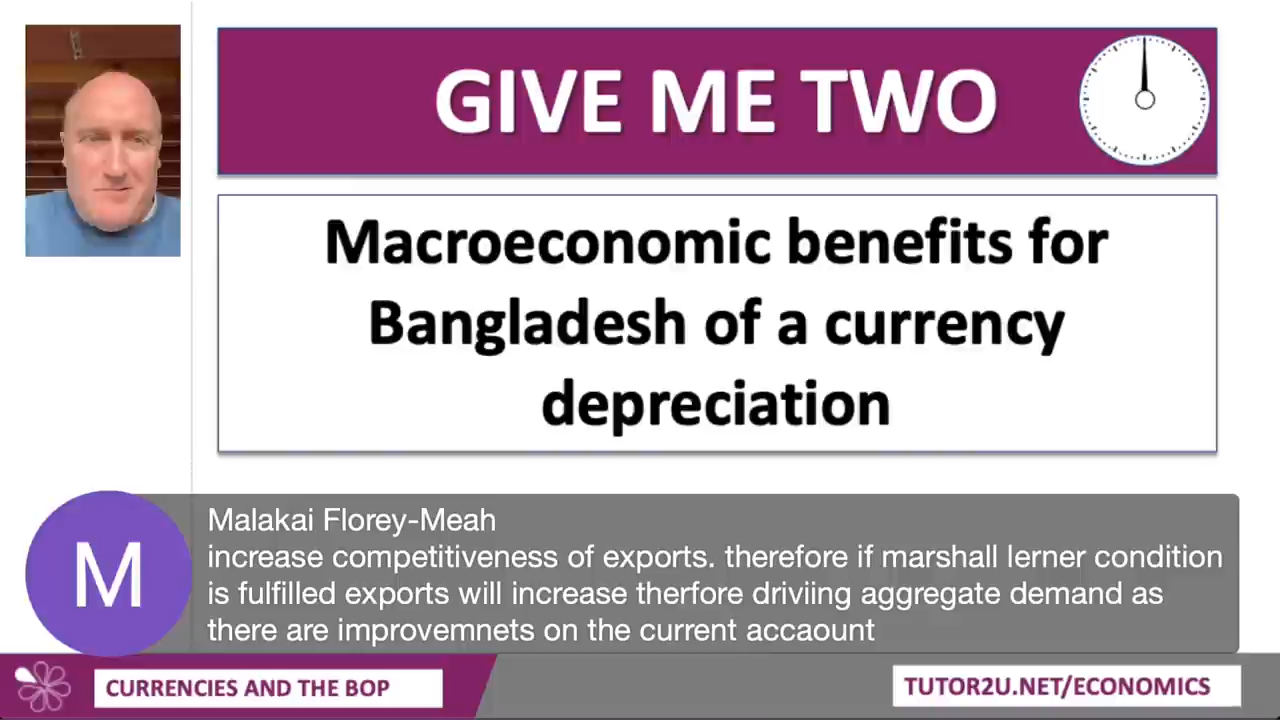 GIVE ME TWO
Macroeconomic benefits for
Bangladesh of a currency
depreciation
M
Malakai Florey-Meah
increase competitiveness of exports. therefore if marshall lerner condition
is fulfilled exports will increase therfore driviing aggregate demand as
there are improvemnets on the current accaount
CURRENCIES AND THE BOP
TUTOR2U.NET/ECONOMICS